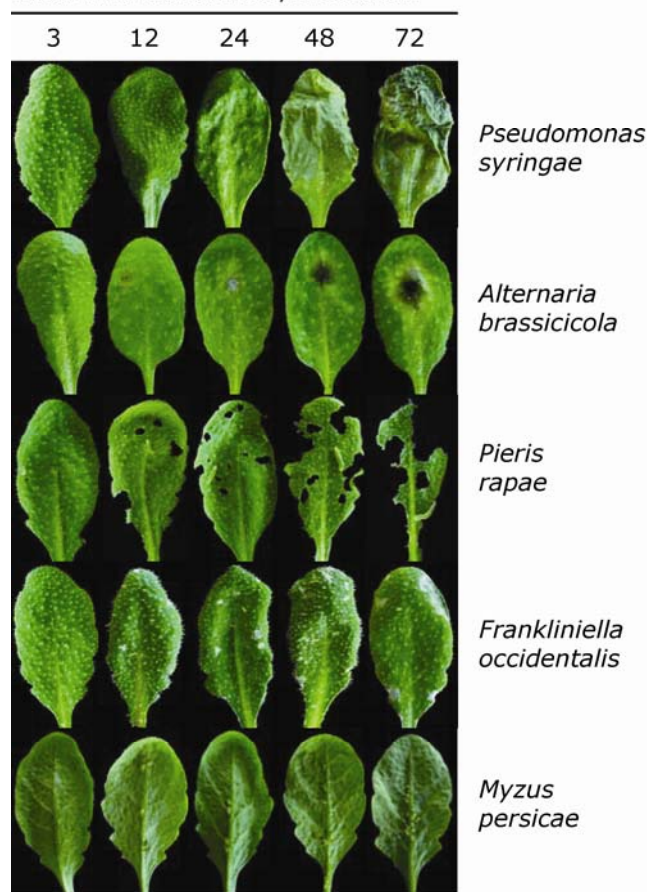 3 12 24 48 72
Pseudomonas
syringae
Alternaria
brassicicola
Pieris
rapae
Frankliniella
occidentalis
Myzus
persicae